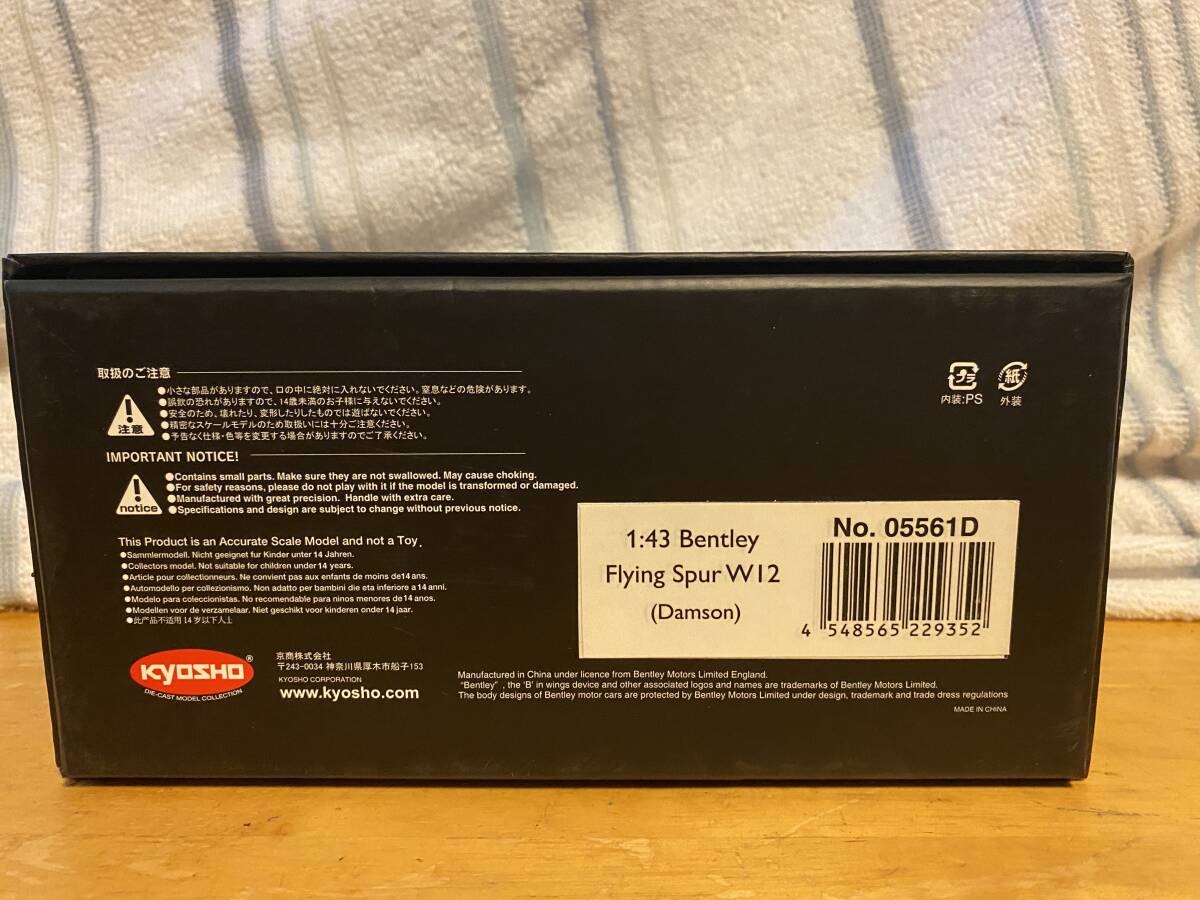 取扱のご注意
●小さな部品がありますので、口の中に絶対に入れないでください。窒息などの危険があります。
●誤飲の恐れがありますので、14歳未満のお子様に与えないでください。
●安全のため、壊れたり、変形したりしたものでは遊ばないでください。
●精密なスケールモデルのため取扱いには十分ご注意ください。
●予告なく仕様・色等を変更する場合がありますのでご了承ください。
注意
IMPORTANT NOTICE!
●Contains small parts. Make sure they are not swallowed. May cause choking.
●For safety reasons, please do not play with it if the model is transformed or damaged.
●Manufactured with great precision. Handle with extra care.
●Specifications and design are subject to change without previous notice.
notice
This Product is an Accurate Scale Model and not a Toy.
●Sammlermodell. Nicht geeignet fur Kinder unter 14 Jahren.
●Collectors model. Not suitable for children under 14 years.
●Article pour collectionneurs. Ne convient pas aux enfants de moins de14 ans.
●Automodello per collezionismo. Non adatto per bambini die eta inferiore a 14 anni.
●Modelo para coleccionistas. No recomendable para ninos menores de 14 anos.
●Modellen voor de verzamelaar. Niet geschikt voor kinderen onder 14 jaar.
●此产品不适用14岁以下人士
KYOSHO®
DIE-CAST MODEL COLLECTION
京商株式会社
〒243-0034 神奈川県厚木市船子153
KYOSHO CORPORATION
www.kyosho.com
プラ
紙
内装:PS
外装
1:43 Bentley
Flying Spur W12
(Damson)
No. 05561D
4 548565 229352
Manufactured in China under licence from Bentley Motors Limited England.
"Bentley", the 'B' in wings device and other associated logos and names are trademarks of Bentley Motors Limited.
The body designs of Bentley motor cars are protected by Bentley Motors Limited under design, trademark and trade dress regulations
MADE IN CHINA